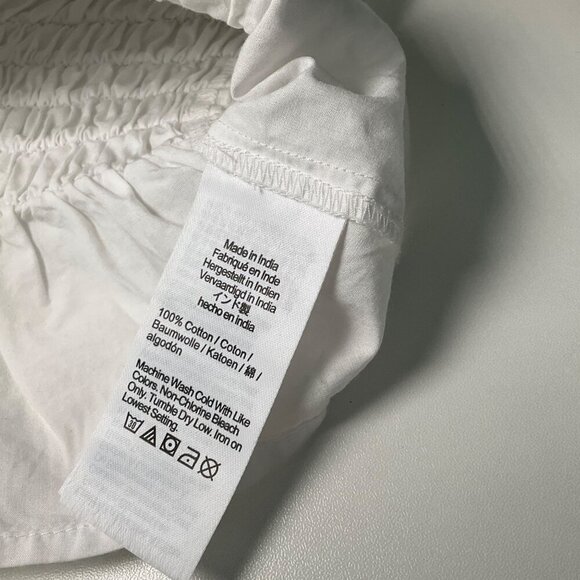 Made in India
Fabriqué en Inde
Hergestellt in Indien
Vervaardigd in India
インド製
hecho en India
100% Cotton / Coton /
Baumwolle / Katoen / 綿 /
algodón
Machine Wash Cold With Like
Colors. Non-Chlorine Bleach
Only. Tumble Dry Low. Iron on
Lowest Setting.
30